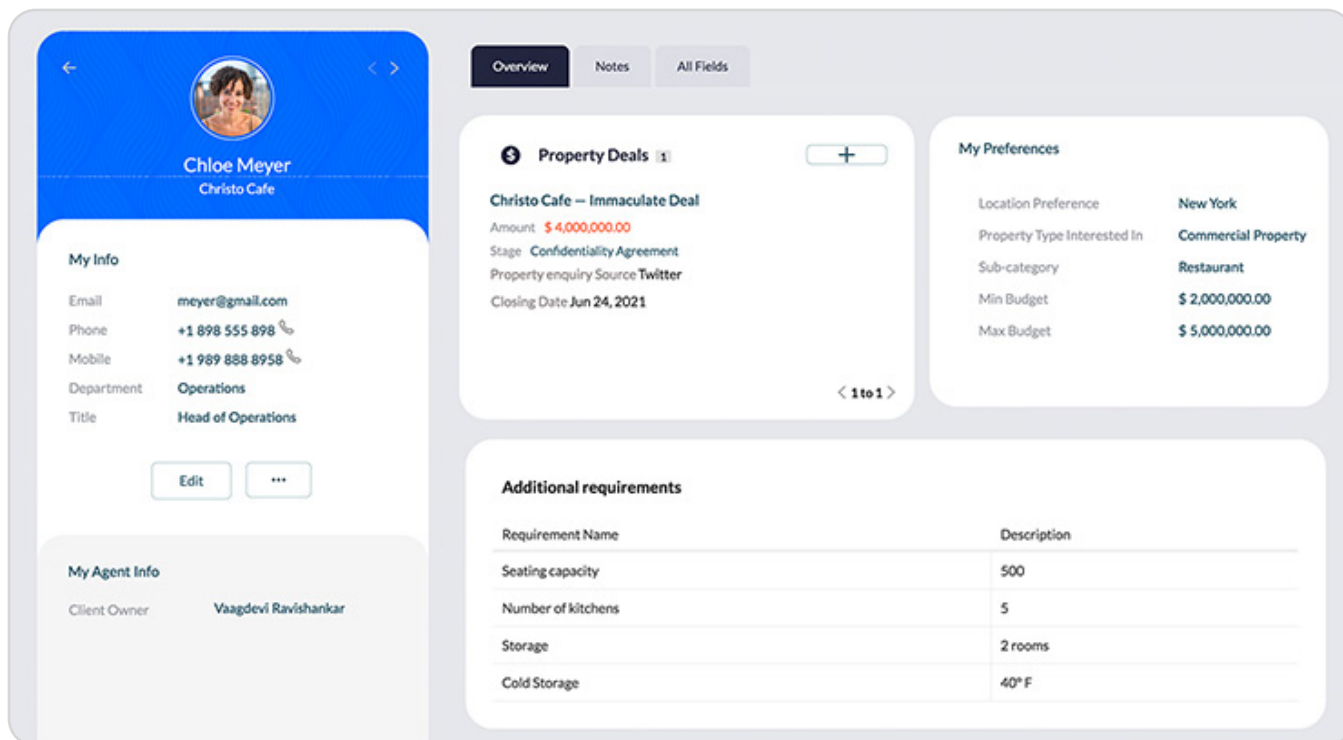 Chloe Meyer
Christo Cafe
My Info
Email meyer@gmail.com
Phone +1 898 555 898
Mobile +1 989 888 8958
Department Operations
Title Head of Operations
Edit ...
My Agent Info
Client Owner Vaagdevi Ravishankar
Overview Notes All Fields
Property Deals 1 +
Christo Cafe — Immaculate Deal
Amount $ 4,000,000.00
Stage Confidentiality Agreement
Property enquiry Source Twitter
Closing Date Jun 24, 2021
< 1 to 1 >
My Preferences
Location Preference New York
Property Type Interested In Commercial Property
Sub-category Restaurant
Min Budget $ 2,000,000.00
Max Budget $ 5,000,000.00
Additional requirements
Requirement Name Description
Seating capacity 500
Number of kitchens 5
Storage 2 rooms
Cold Storage 40° F